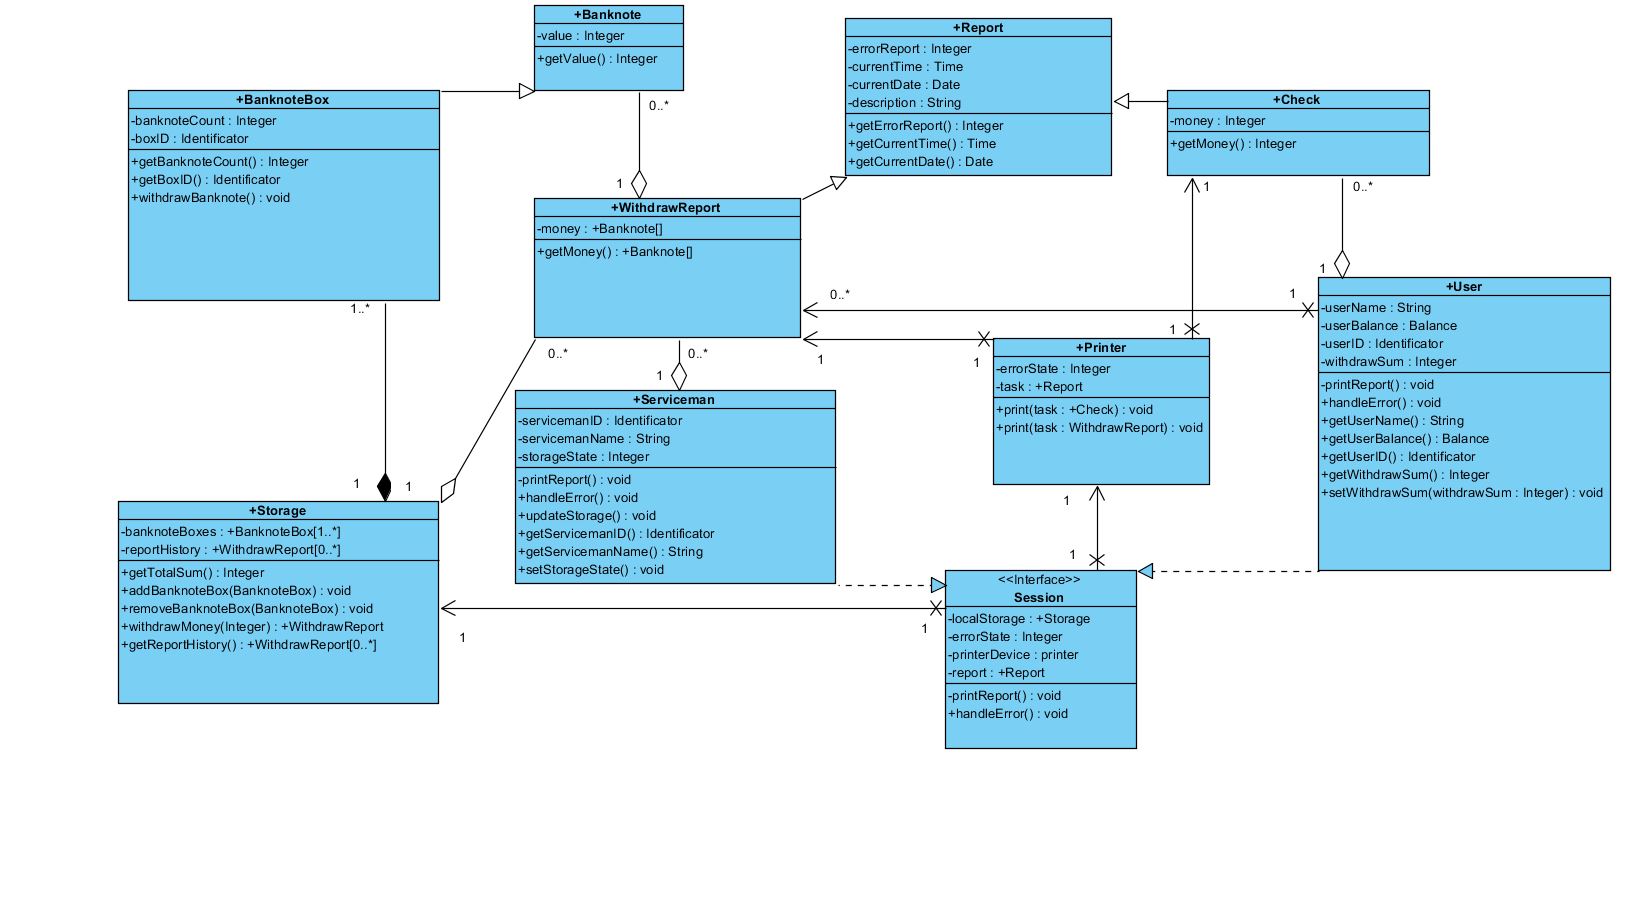 +Banknote
-value : Integer
+getValue() : Integer
+Report
-errorReport : Integer
-currentTime : Time
-currentDate : Date
-description : String
+getErrorReport() : Integer
+getCurrentTime() : Time
+getCurrentDate() : Date
+BanknoteBox
-banknoteCount : Integer
-boxID : Identificator
+getBanknoteCount() : Integer
+getBoxID() : Identificator
+withdrawBanknote() : void
+Check
-money : Integer
+getMoney() : Integer
0..*
1
1
0..*
+WithdrawReport
-money : +Banknote[]
+getMoney() : +Banknote[]
1
+User
-userName : String
-userBalance : Balance
-userID : Identificator
-withdrawSum : Integer
-printReport() : void
+handleError() : void
+getUserName() : String
+getUserBalance() : Balance
+getUserID() : Identificator
+getWithdrawSum() : Integer
+setWithdrawSum(withdrawSum : Integer) : void
0..*
1
1..*
1
+Printer
-errorState : Integer
-task : +Report
+print(task : +Check) : void
+print(task : WithdrawReport) : void
0..*
0..*
1
1
1
+Serviceman
-servicemanID : Identificator
-servicemanName : String
-storageState : Integer
-printReport() : void
+handleError() : void
+updateStorage() : void
+getServicemanID() : Identificator
+getServicemanName() : String
+setStorageState() : void
1
1
1
1
+Storage
-banknoteBoxes : +BanknoteBox[1..*]
-reportHistory : +WithdrawReport[0..*]
+getTotalSum() : Integer
+addBanknoteBox(BanknoteBox) : void
+removeBanknoteBox(BanknoteBox) : void
+withdrawMoney(Integer) : +WithdrawReport
+getReportHistory() : +WithdrawReport[0..*]
<<Interface>>
Session
-localStorage : +Storage
-errorState : Integer
-printerDevice : printer
-report : +Report
-printReport() : void
+handleError() : void
1
1